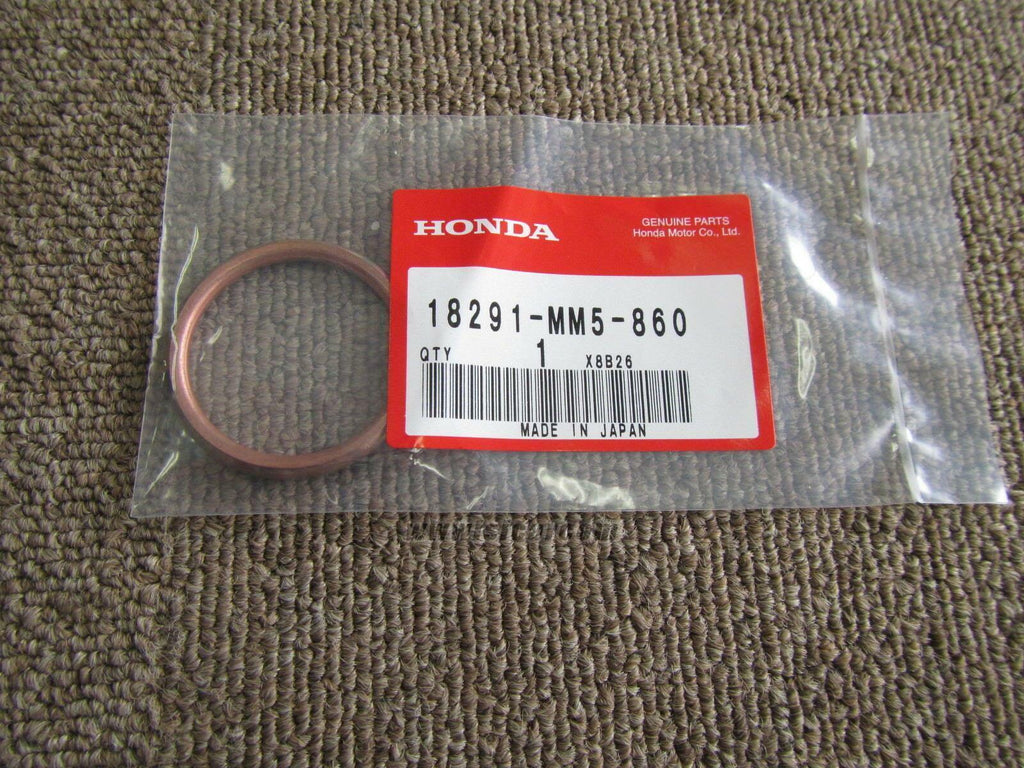 HONDA
GENUINE PARTS
Honda Motor Co., Ltd.
18291-MM5-860
QTY 1 X8B26
MADE IN JAPAN